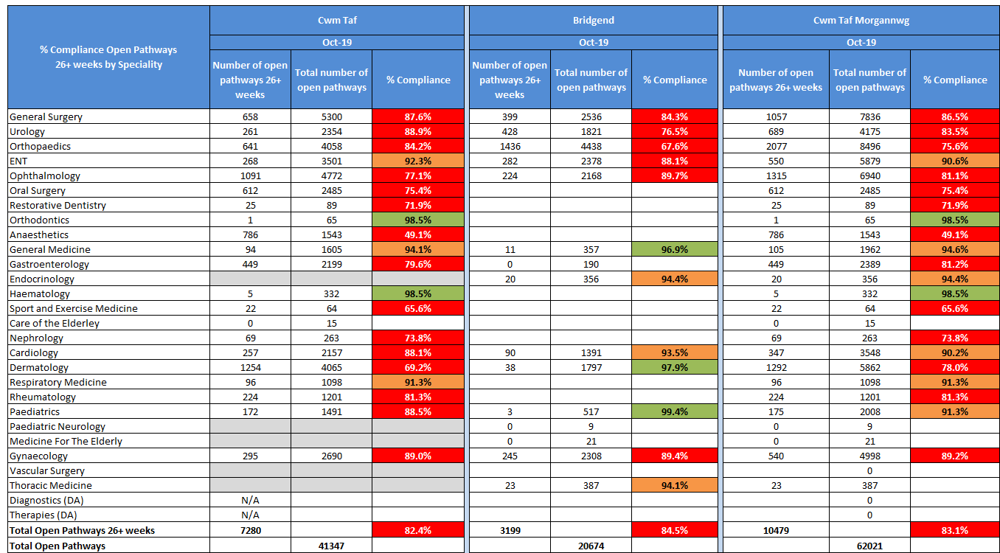 % Compliance Open Pathways
26+ weeks by Speciality
Cwm Taf
Bridgend
Cwm Taf Morgannwg
Oct-19
Oct-19
Oct-19
Number of open
pathways 26+
weeks
Total number of
open pathways
% Compliance
Number of open
pathways 26+
weeks
Total number of
open pathways
% Compliance
Number of open
pathways 26+ weeks
Total number of
open pathways
% Compliance
General Surgery 658 5300 87.6% 399 2536 84.3% 1057 7836 86.5%
Urology 261 2354 88.9% 428 1821 76.5% 689 4175 83.5%
Orthopaedics 641 4058 84.2% 1436 4438 67.6% 2077 8496 75.6%
ENT 268 3501 92.3% 282 2378 88.1% 550 5879 90.6%
Ophthalmology 1091 4772 77.1% 224 2168 89.7% 1315 6940 81.1%
Oral Surgery 612 2485 75.4% 612 2485 75.4%
Restorative Dentistry 25 89 71.9% 25 89 71.9%
Orthodontics 1 65 98.5% 1 65 98.5%
Anaesthetics 786 1543 49.1% 786 1543 49.1%
General Medicine 94 1605 94.1% 11 357 96.9% 105 1962 94.6%
Gastroenterology 449 2199 79.6% 0 190 449 2389 81.2%
Endocrinology 20 356 94.4% 20 356 94.4%
Haematology 5 332 98.5% 5 332 98.5%
Sport and Exercise Medicine 22 64 65.6% 22 64 65.6%
Care of the Elderley 0 15 0 15
Nephrology 69 263 73.8% 69 263 73.8%
Cardiology 257 2157 88.1% 90 1391 93.5% 347 3548 90.2%
Dermatology 1254 4065 69.2% 38 1797 97.9% 1292 5862 78.0%
Respiratory Medicine 96 1098 91.3% 96 1098 91.3%
Rheumatology 224 1201 81.3% 224 1201 81.3%
Paediatrics 172 1491 88.5% 3 517 99.4% 175 2008 91.3%
Paediatric Neurology 0 9 0 9
Medicine For The Elderly 0 21 0 21
Gynaecology 295 2690 89.0% 245 2308 89.4% 540 4998 89.2%
Vascular Surgery 0
Thoracic Medicine 23 387 94.1% 23 387
Diagnostics (DA) N/A 0
Therapies (DA) N/A 0
Total Open Pathways 26+ weeks 7280 82.4% 3199 84.5% 10479 83.1%
Total Open Pathways 41347 20674 62021